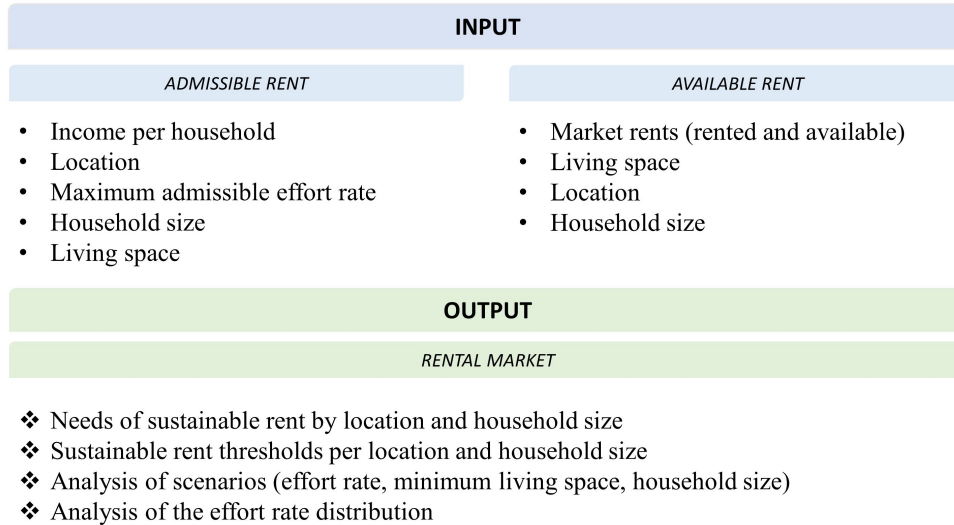 INPUT
ADMISSIBLE RENT
• Income per household
• Location
• Maximum admissible effort rate
• Household size
• Living space
AVAILABLE RENT
• Market rents (rented and available)
• Living space
• Location
• Household size
OUTPUT
RENTAL MARKET
❖ Needs of sustainable rent by location and household size
❖ Sustainable rent thresholds per location and household size
❖ Analysis of scenarios (effort rate, minimum living space, household size)
❖ Analysis of the effort rate distribution